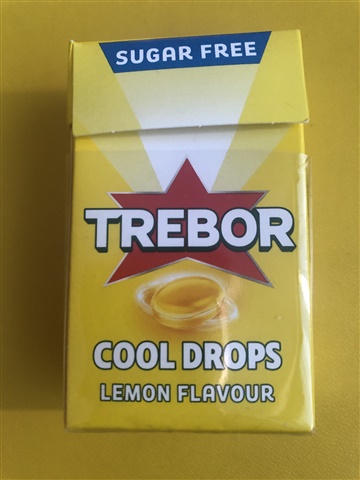 SUGAR FREE
TREBOR
COOL DROPS
LEMON FLAVOUR